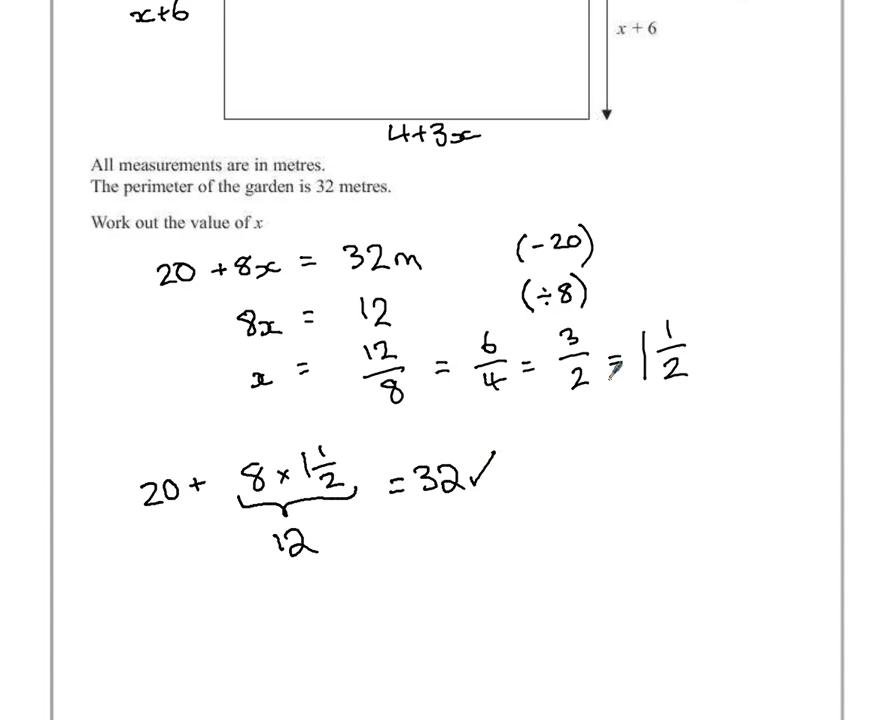 x+6
x + 6
4+3x
All measurements are in metres.
The perimeter of the garden is 32 metres.
Work out the value of x
20 + 8x = 32m (-20)
8x = 12 (÷8)
x = 12/8 = 6/4 = 3/2 = 1 1/2
20 + 8 × 1 1/2 = 32 ✓
12